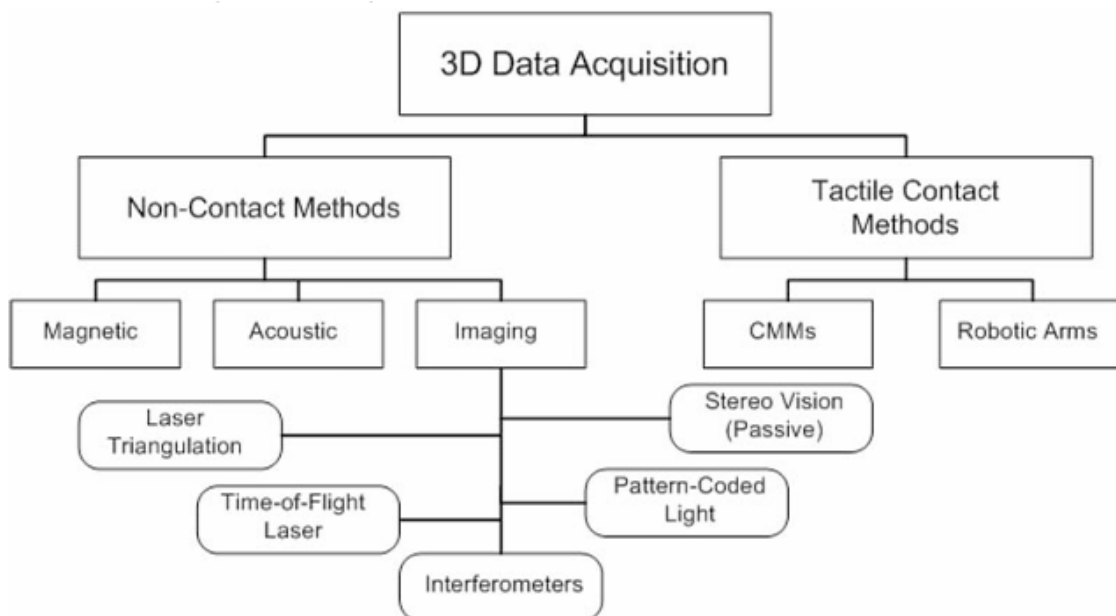 3D Data Acquisition
Non-Contact Methods
Tactile Contact
Methods
Magnetic
Acoustic
Imaging
CMMs
Robotic Arms
Laser
Triangulation
Stereo Vision
(Passive)
Time-of-Flight
Laser
Pattern-Coded
Light
Interferometers